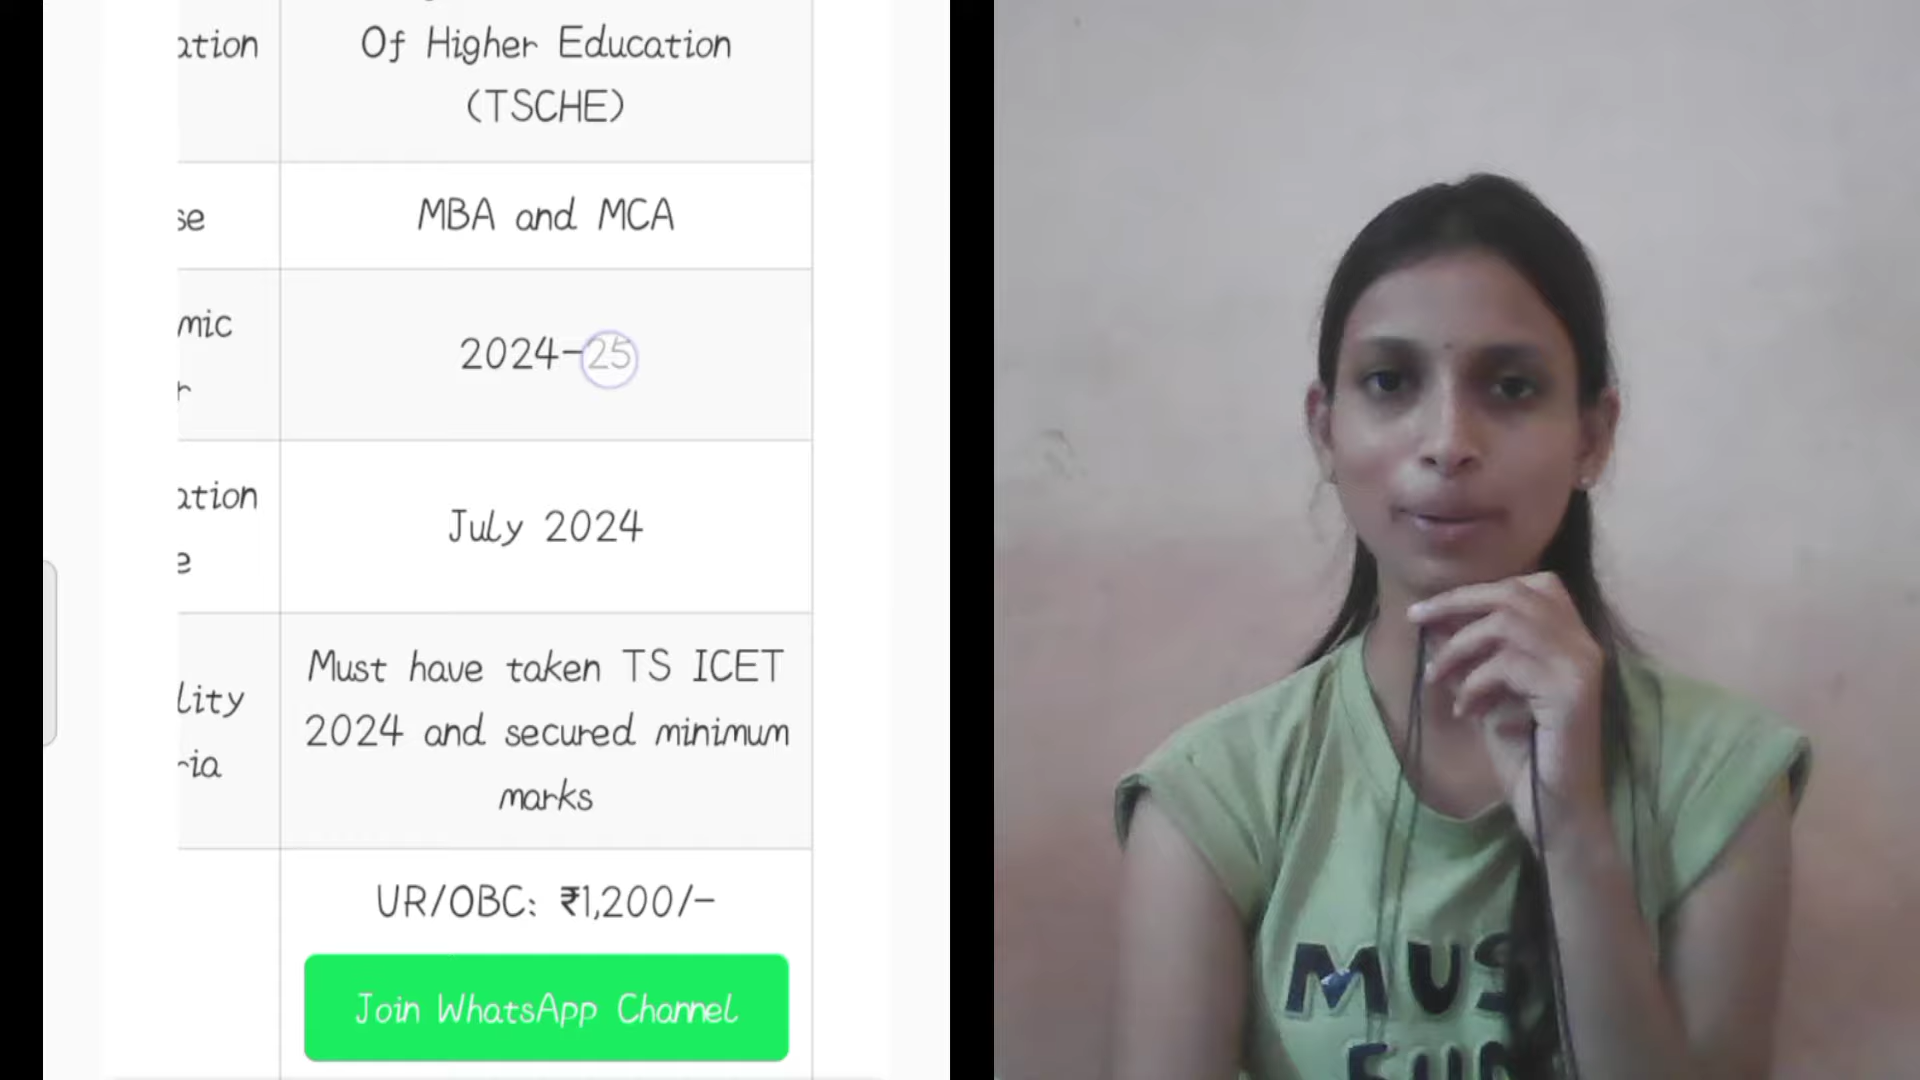 ation
Of Higher Education
(TSCHE)
se
MBA and MCA
mic
r
2024-25
ation
e
July 2024
lity
ria
Must have taken TS ICET
2024 and secured minimum
marks
UR/OBC: ₹1,200/-
Join WhatsApp Channel
MUS